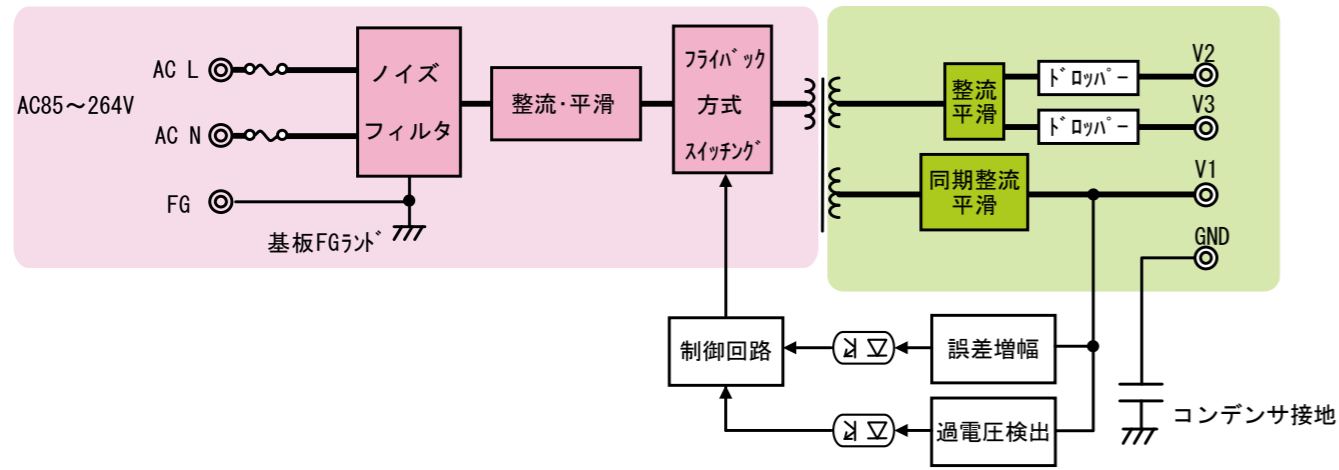 AC85～264V
AC L
AC N
FG
基板FGﾗﾝﾄﾞ
ノイズ
フィルタ
整流･平滑
ﾌﾗｲﾊﾞｯｸ
方式
ｽｲｯﾁﾝｸﾞ
整流
平滑
ﾄﾞﾛｯﾊﾟｰ
ﾄﾞﾛｯﾊﾟｰ
V2
V3
同期整流
平滑
V1
GND
制御回路
誤差増幅
過電圧検出
コンデンサ接地